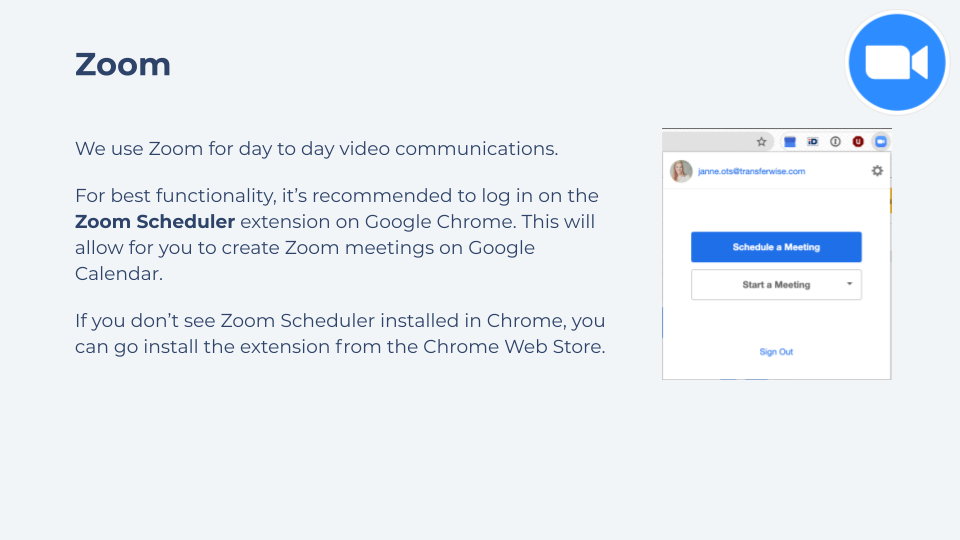 Zoom
We use Zoom for day to day video communications.
For best functionality, it’s recommended to log in on the
Zoom Scheduler extension on Google Chrome. This will
allow for you to create Zoom meetings on Google
Calendar.
If you don’t see Zoom Scheduler installed in Chrome, you
can go install the extension from the Chrome Web Store.
iD
U
janne.ots@transferwise.com
Schedule a Meeting
Start a Meeting
Sign Out